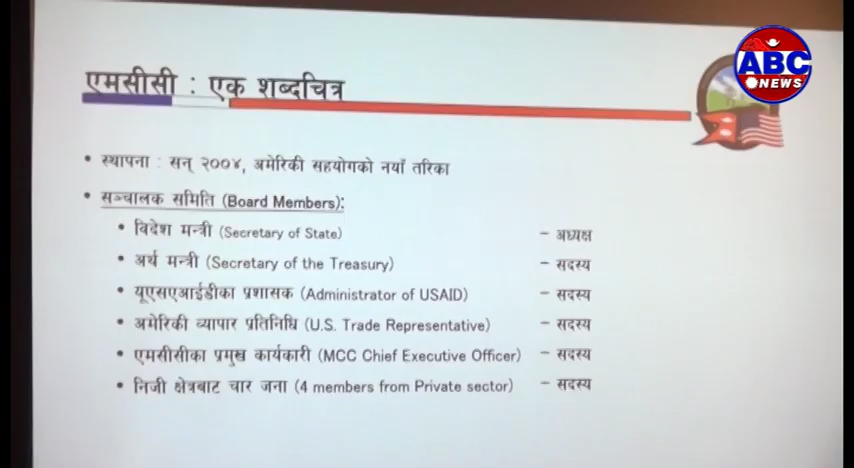 ABC
NEWS
एमसीसी : एक शब्दचित्र
• स्थापना : सन् २००४, अमेरिकी सहयोगको नयाँ तरिका
• सञ्चालक समिति (Board Members):
• विदेश मन्त्री (Secretary of State) – अध्यक्ष
• अर्थ मन्त्री (Secretary of the Treasury) – सदस्य
• यूएसएआईडीका प्रशासक (Administrator of USAID) – सदस्य
• अमेरिकी व्यापार प्रतिनिधि (U.S. Trade Representative) – सदस्य
• एमसीसीका प्रमुख कार्यकारी (MCC Chief Executive Officer) – सदस्य
• निजी क्षेत्रबाट चार जना (4 members from Private sector) – सदस्य